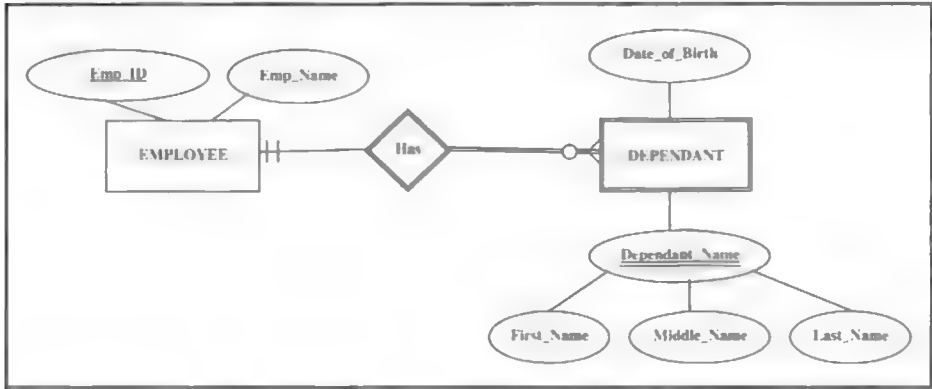 Date_of_Birth
Emp_ID
Emp_Name
EMPLOYEE
Has
DEPENDANT
Dependant_Name
First_Name
Middle_Name
Last_Name